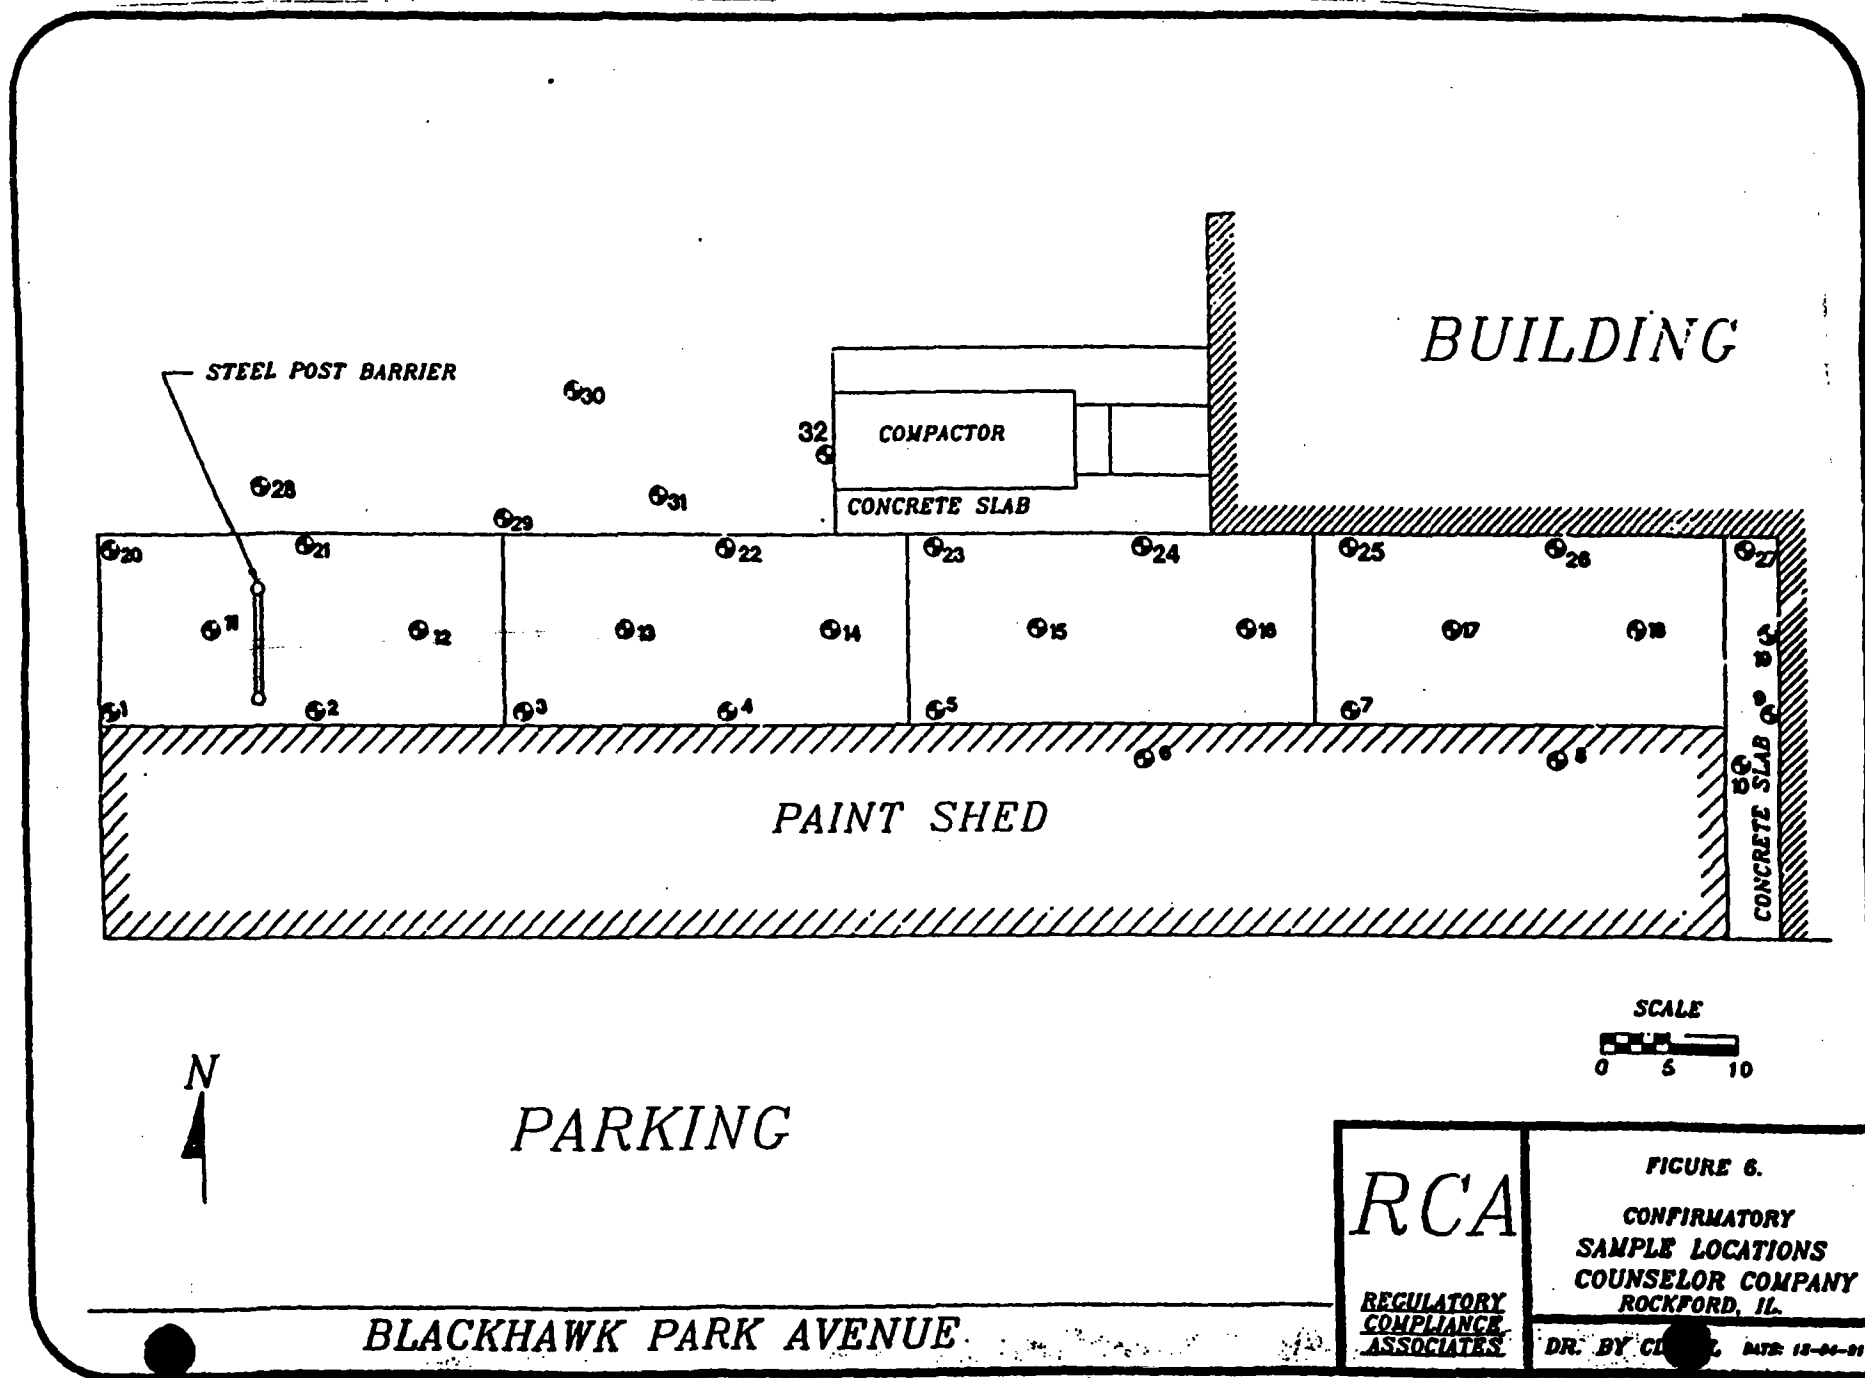 BUILDING
STEEL POST BARRIER
30
32
COMPACTOR
28
31
CONCRETE SLAB
29
20
21
22
23
24
25
26
27
11
12
13
14
15
16
17
18
19
9
1
2
3
4
5
7
6
8
10
CONCRETE SLAB
PAINT SHED
SCALE
0 5 10
N
PARKING
RCA
REGULATORY
COMPLIANCE
ASSOCIATES
FIGURE 6.
CONFIRMATORY
SAMPLE LOCATIONS
COUNSELOR COMPANY
ROCKFORD, IL.
DR. BY
DATE:
BLACKHAWK PARK AVENUE